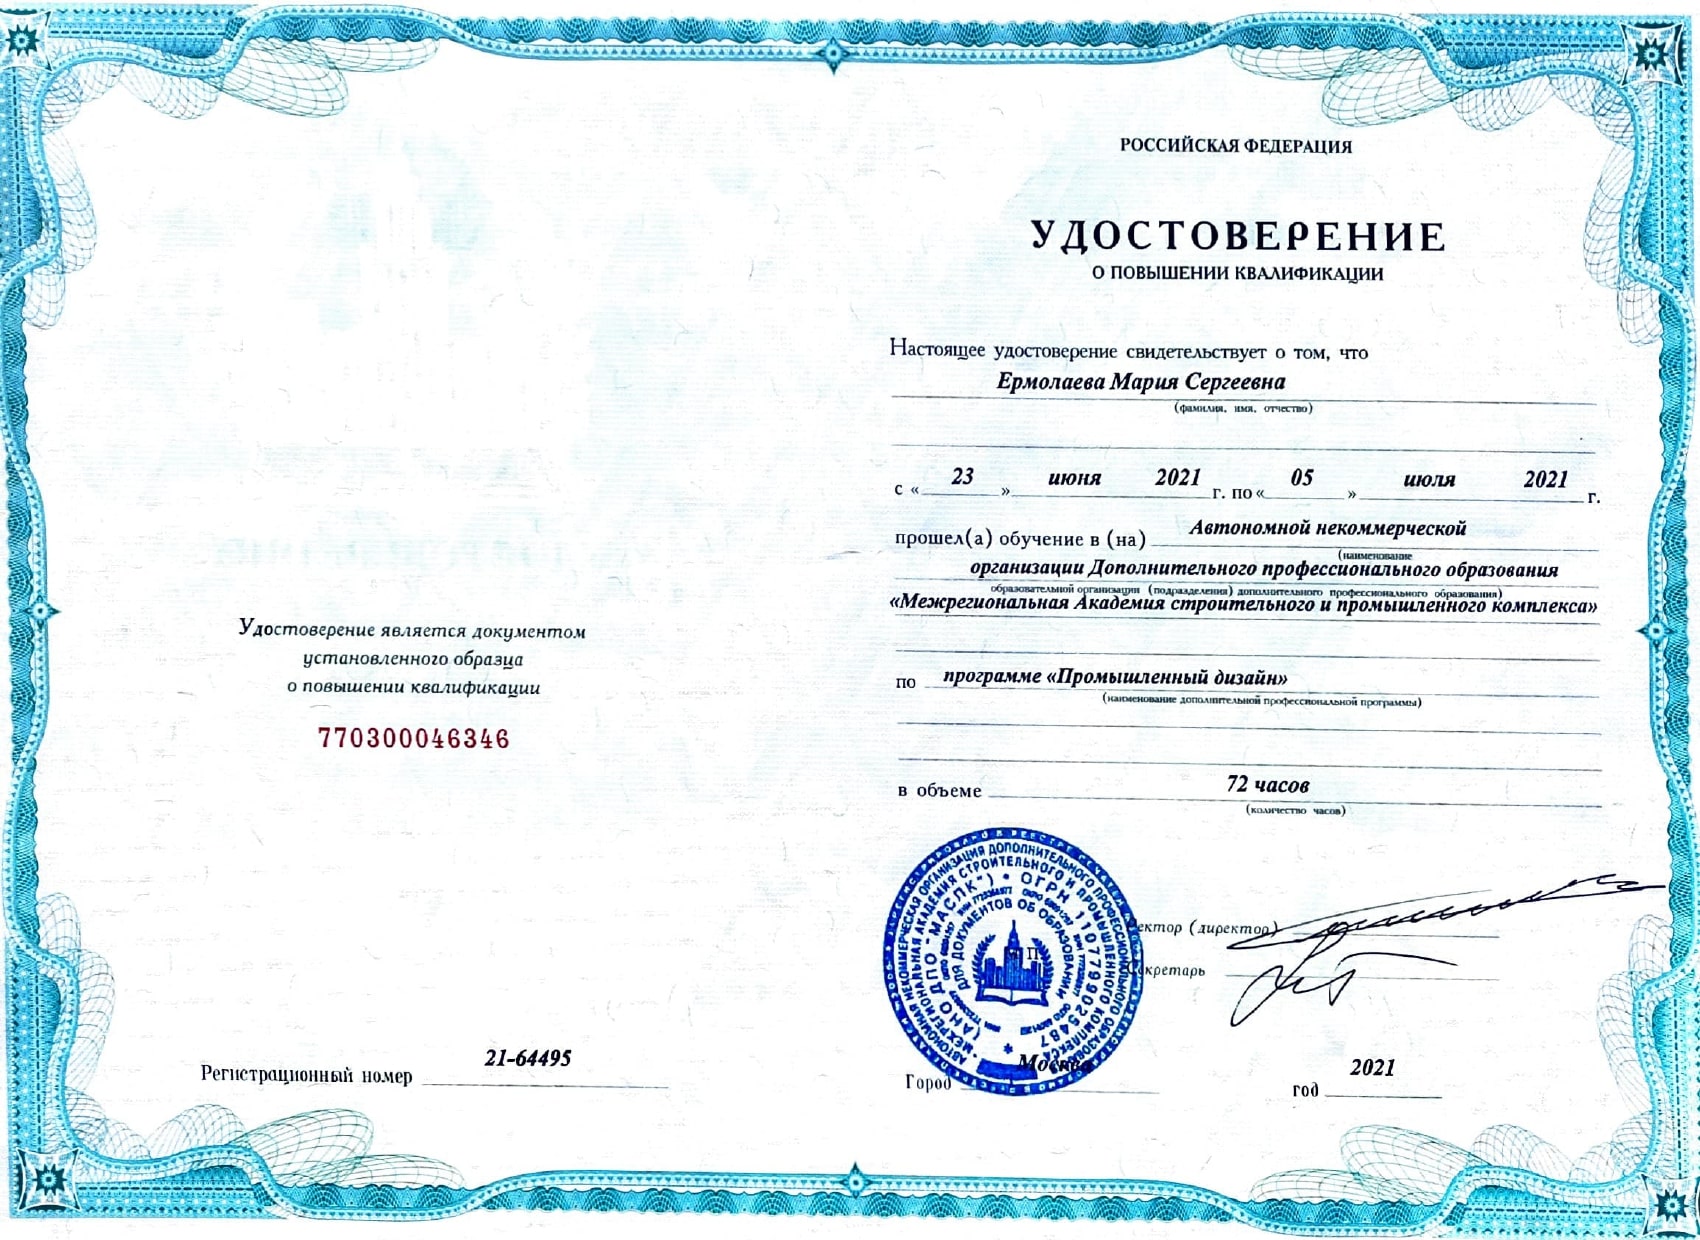 Удостоверение является документом
установленного образца
о повышении квалификации
770300046346
Регистрационный номер 21-64495
РОССИЙСКАЯ ФЕДЕРАЦИЯ
УДОСТОВЕРЕНИЕ
О ПОВЫШЕНИИ КВАЛИФИКАЦИИ
Настоящее удостоверение свидетельствует о том, что
Ермолаева Мария Сергеевна
(фамилия, имя, отчество)
с « 23 » июня 2021 г. по « 05 » июля 2021 г.
прошел(а) обучение в (на) Автономной некоммерческой
(наименование
организации Дополнительного профессионального образования
образовательной организации (подразделения) дополнительного профессионального образования)
«Межрегиональная Академия строительного и промышленного комплекса»
по программе «Промышленный дизайн»
(наименование дополнительной профессиональной программы)
в объеме 72 часов
(количество часов)
АВТОНОМНАЯ НЕКОММЕРЧЕСКАЯ ОРГАНИЗАЦИЯ ДОПОЛНИТЕЛЬНОГО ПРОФЕССИОНАЛЬНОГО ОБРАЗОВАНИЯ
МЕЖРЕГИОНАЛЬНАЯ АКАДЕМИЯ СТРОИТЕЛЬНОГО И ПРОМЫШЛЕННОГО КОМПЛЕКСА
(АНО ДПО "МАСПК") * ОГРН 1107799025487 *
ДЛЯ ДОКУМЕНТОВ ОБ ОБРАЗОВАНИИ
М.П.
Ректор (директор)
Секретарь
Город Москва год 2021